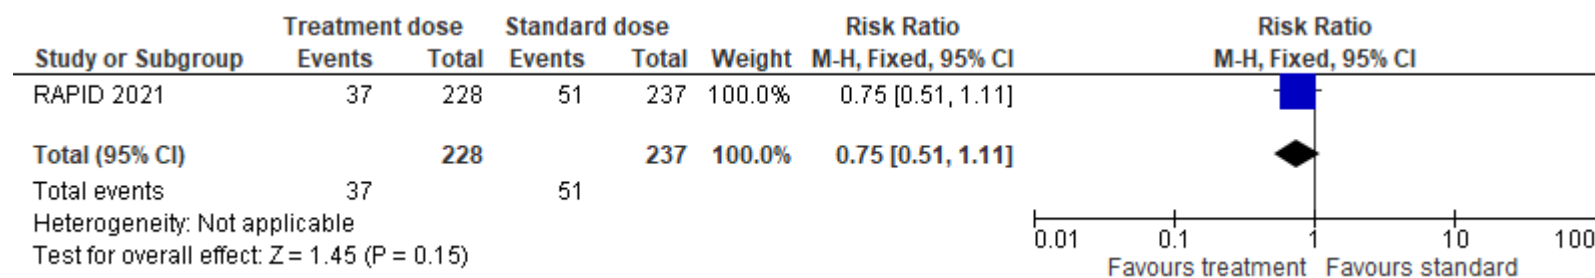 Treatment dose Standard dose Risk Ratio Risk Ratio
Study or Subgroup Events Total Events Total Weight M-H, Fixed, 95% CI M-H, Fixed, 95% CI
RAPID 2021 37 228 51 237 100.0% 0.75 [0.51, 1.11]
Total (95% CI) 228 237 100.0% 0.75 [0.51, 1.11]
Total events 37 51
Heterogeneity: Not applicable
Test for overall effect: Z = 1.45 (P = 0.15)
0.01 0.1 1 10 100
Favours treatment Favours standard